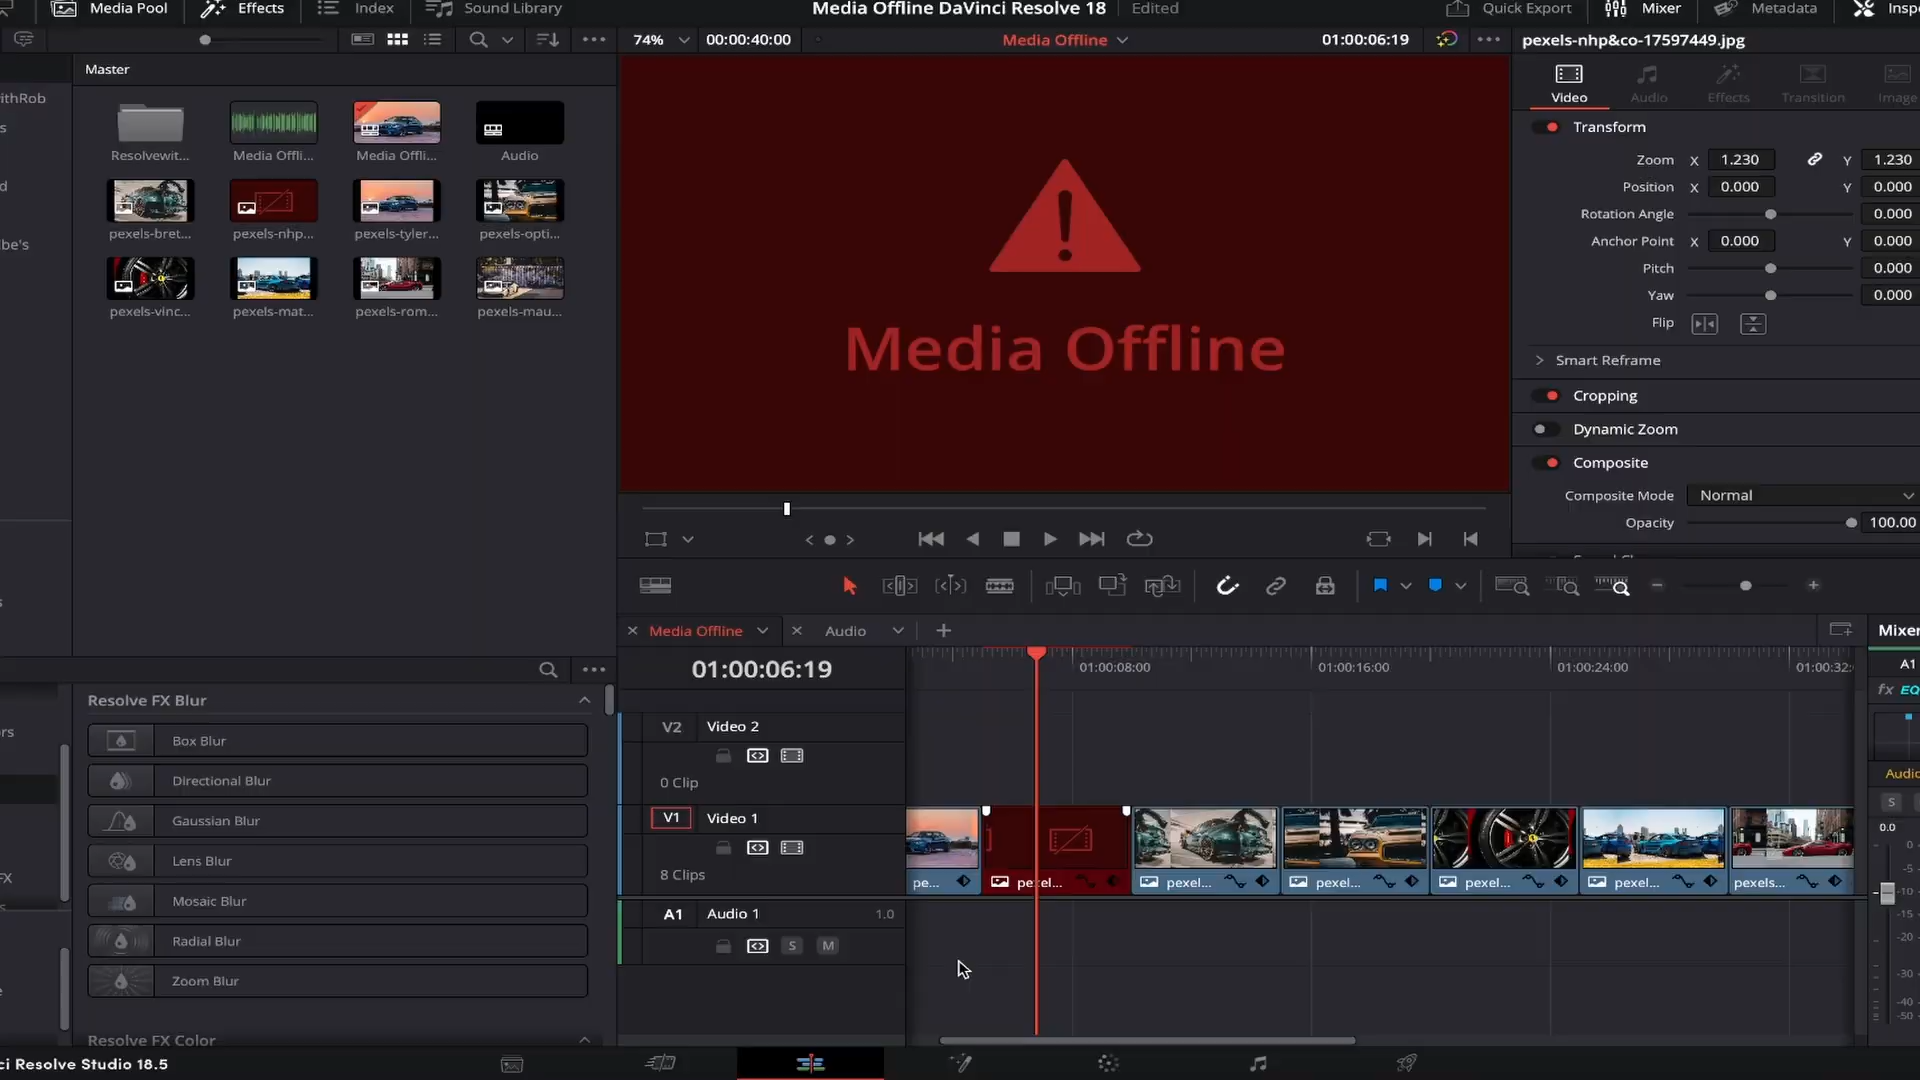 Media Pool Effects Index Sound Library Media Offline DaVinci Resolve 18 Edited Quick Export Mixer Metadata Inspe
74% 00:00:40:00 Media Offline 01:00:06:19 pexels-nhp&co-17597449.jpg
Master
ithRob
s
d
be's
s
Resolvewit... Media Offli... Media Offli... Audio
pexels-bret... pexels-nhp... pexels-tyler... pexels-opti...
pexels-vinc... pexels-mat... pexels-rom... pexels-mau...
Media Offline
Video Audio Effects Transition Image
Transform
Zoom X 1.230 Y 1.230
Position X 0.000 Y 0.000
Rotation Angle 0.000
Anchor Point X 0.000 Y 0.000
Pitch 0.000
Yaw 0.000
Flip
Smart Reframe
Cropping
Dynamic Zoom
Composite
Composite Mode Normal
Opacity 100.00
Media Offline Audio Mixer
01:00:06:19 01:00:08:00 01:00:16:00 01:00:24:00 01:00:32:
A1
fx EQ
Audio
S
0.0
0
-5
-10
-15
-20
-30
-40
-50
Resolve FX Blur
Box Blur
Directional Blur
Gaussian Blur
Lens Blur
Mosaic Blur
Radial Blur
Zoom Blur
Resolve FX Color
rs
FX
s
e
V2 Video 2
0 Clip
V1 Video 1
8 Clips
pe... pexel... pexel... pexel... pexel... pexel... pexels...
A1 Audio 1 1.0
S M
ci Resolve Studio 18.5